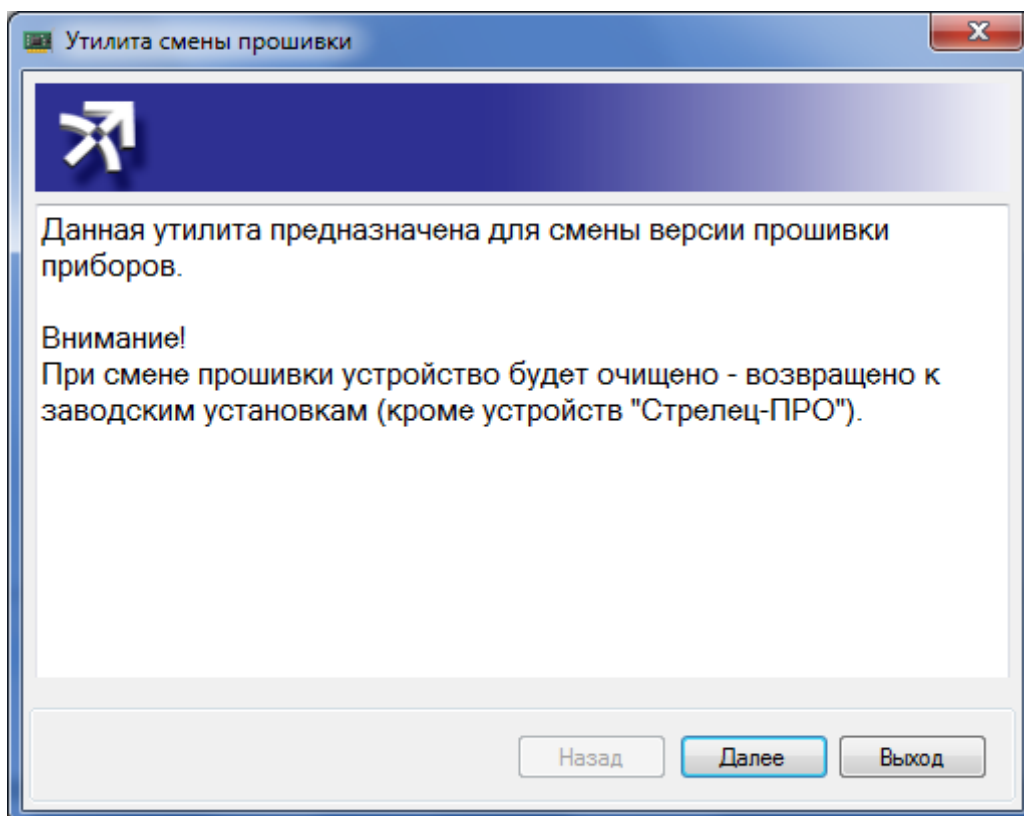 Утилита смены прошивки
Данная утилита предназначена для смены версии прошивки
приборов.
Внимание!
При смене прошивки устройство будет очищено - возвращено к
заводским установкам (кроме устройств "Стрелец-ПРО").
Назад
Далее
Выход